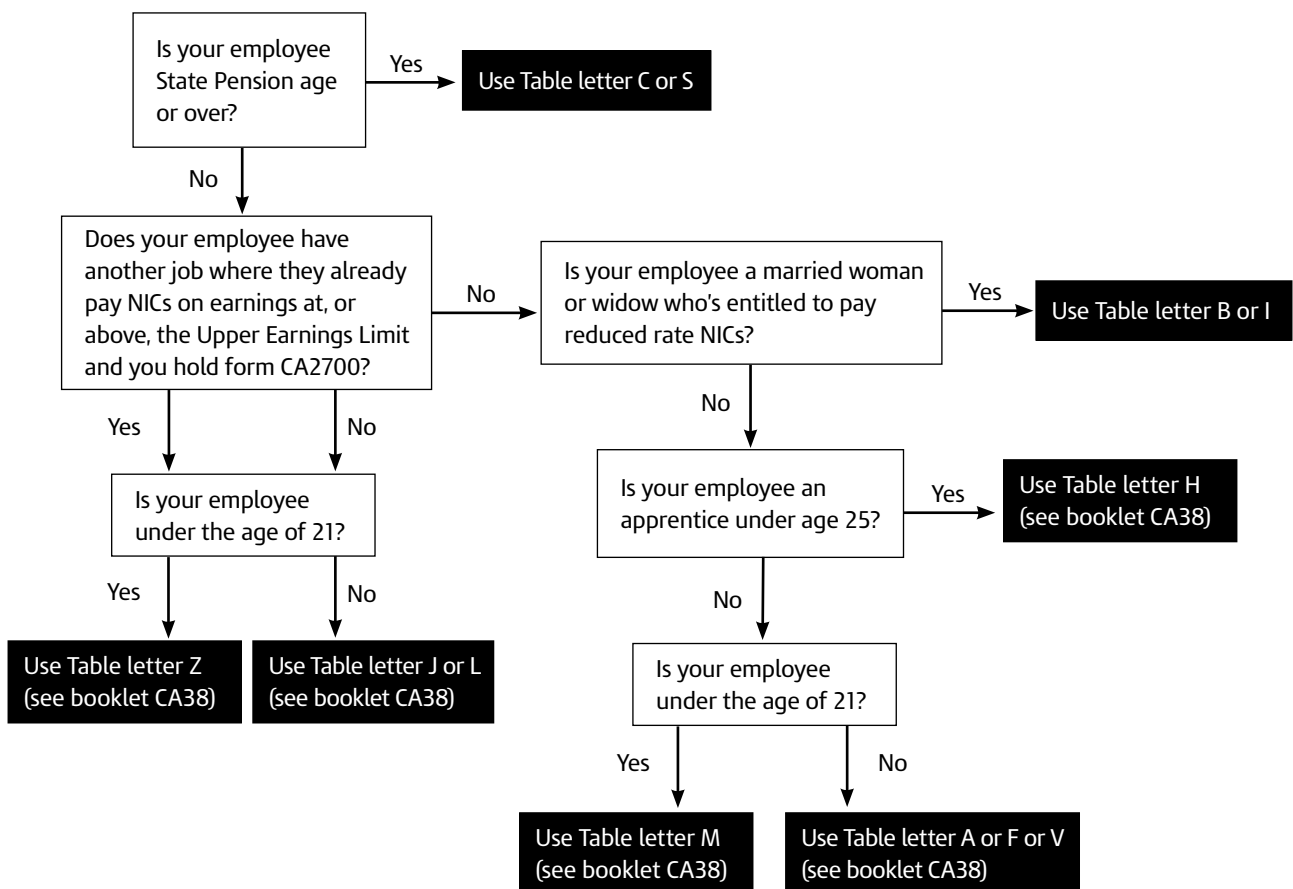 Is your employee
State Pension age
or over?
Yes
Use Table letter C or S
No
Does your employee have
another job where they already
pay NICs on earnings at, or
above, the Upper Earnings Limit
and you hold form CA2700?
No
Is your employee a married woman
or widow who's entitled to pay
reduced rate NICs?
Yes
Use Table letter B or I
Yes
No
No
Is your employee
under the age of 21?
Is your employee an
apprentice under age 25?
Yes
Use Table letter H
(see booklet CA38)
Yes
No
No
Use Table letter Z
(see booklet CA38)
Use Table letter J or L
(see booklet CA38)
Is your employee
under the age of 21?
Yes
No
Use Table letter M
(see booklet CA38)
Use Table letter A or F or V
(see booklet CA38)